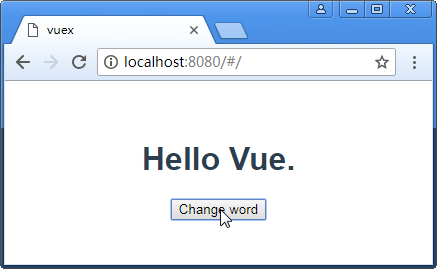 vuex
localhost:8080/#/
Hello Vue.
Change word